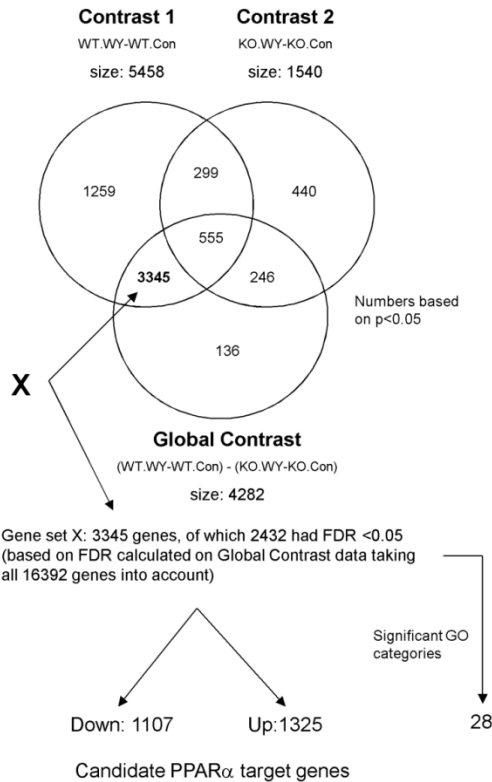 Contrast 1
WT.WY-WT.Con
size: 5458
Contrast 2
KO.WY-KO.Con
size: 1540
1259
299
440
555
3345
246
136
Numbers based
on p<0.05
X
Global Contrast
(WT.WY-WT.Con) - (KO.WY-KO.Con)
size: 4282
Gene set X: 3345 genes, of which 2432 had FDR <0.05
(based on FDR calculated on Global Contrast data taking
all 16392 genes into account)
Significant GO
categories
Down: 1107
Up:1325
28
Candidate PPARα target genes